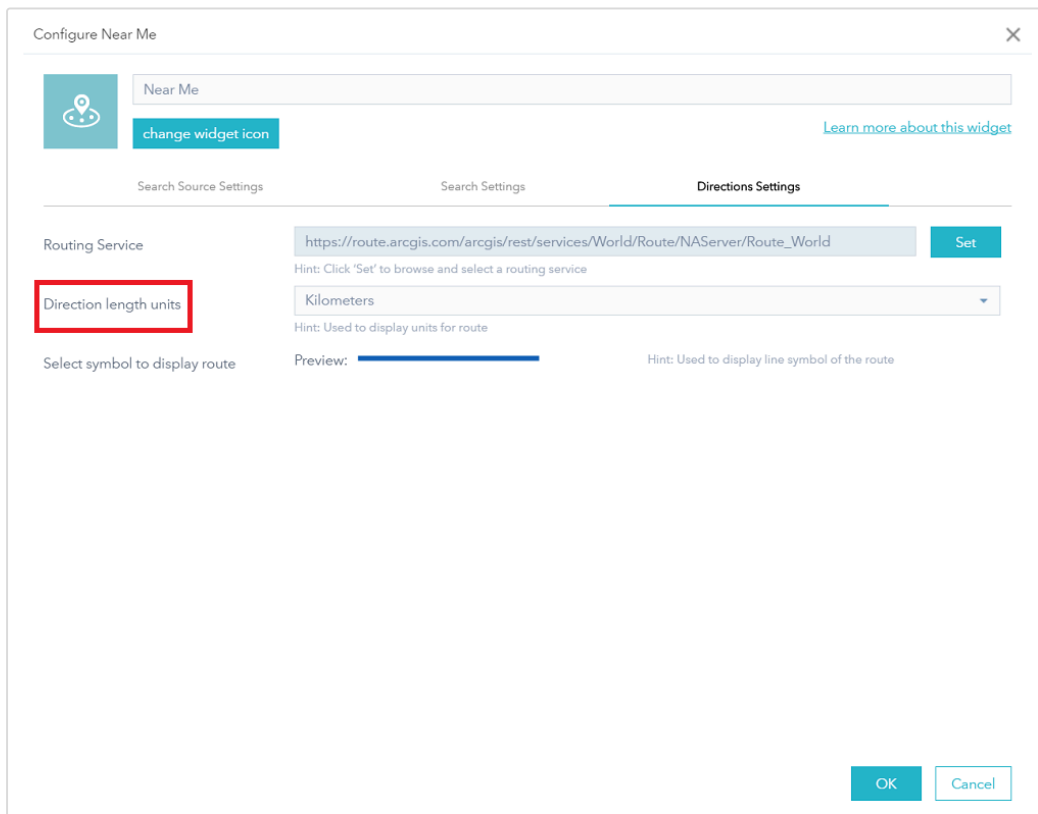 Configure Near Me
Near Me
change widget icon
Learn more about this widget
Search Source Settings Search Settings Directions Settings
Routing Service https://route.arcgis.com/arcgis/rest/services/World/Route/NAServer/Route_World Set
Hint: Click 'Set' to browse and select a routing service
Direction length units Kilometers
Hint: Used to display units for route
Select symbol to display route Preview: Hint: Used to display line symbol of the route
OK Cancel